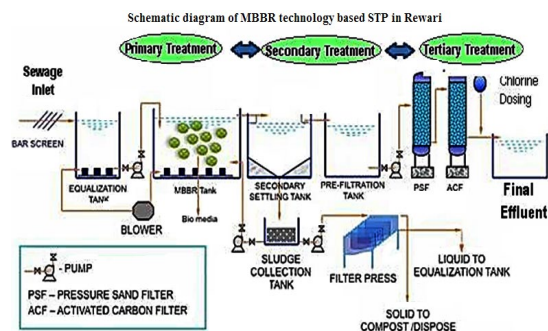 Schematic diagram of MBBR technology based STP in Rewari
Primary Treatment
Secondary Treatment
Tertiary Treatment
Sewage
Inlet
BAR SCREEN
EQUALIZATION
TANK
BLOWER
MBBR Tank
Bio media
SECONDARY
SETTLING TANK
PRE-FILTRATION
TANK
PSF
ACF
Chlorine
Dosing
Final
Effluent
SLUDGE
COLLECTION
TANK
FILTER PRESS
LIQUID TO
EQUALIZATION TANK
SOLID TO
COMPOST /DISPOSE
- PUMP
PSF – PRESSURE SAND FILTER
ACF – ACTIVATED CARBON FILTER